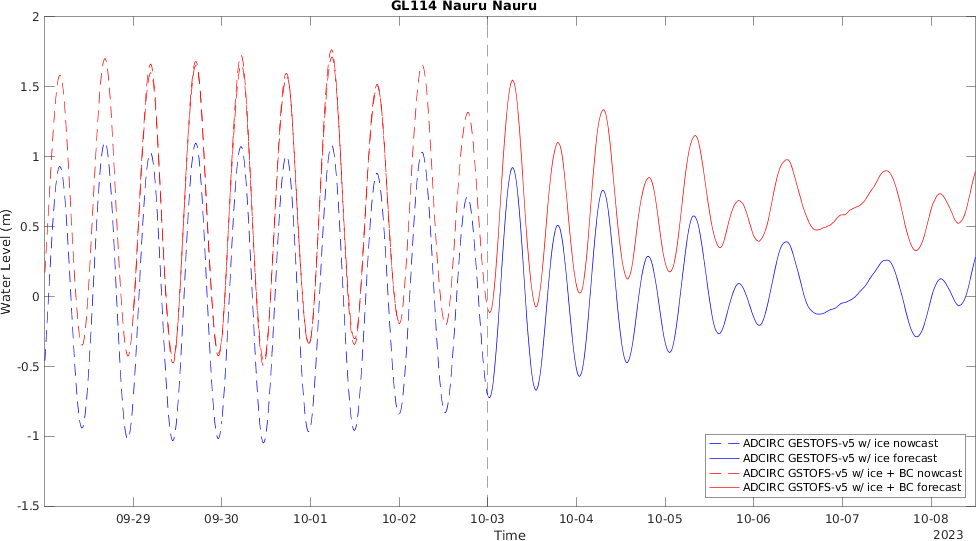 GL114 Nauru Nauru
2
1.5
1
0.5
0
-0.5
-1
-1.5
Water Level (m)
09-29
09-30
10-01
10-02
10-03
10-04
10-05
10-06
10-07
10-08
Time
2023
ADCIRC GESTOFS-v5 w/ ice nowcast
ADCIRC GESTOFS-v5 w/ ice forecast
ADCIRC GSTOFS-v5 w/ ice + BC nowcast
ADCIRC GSTOFS-v5 w/ ice + BC forecast